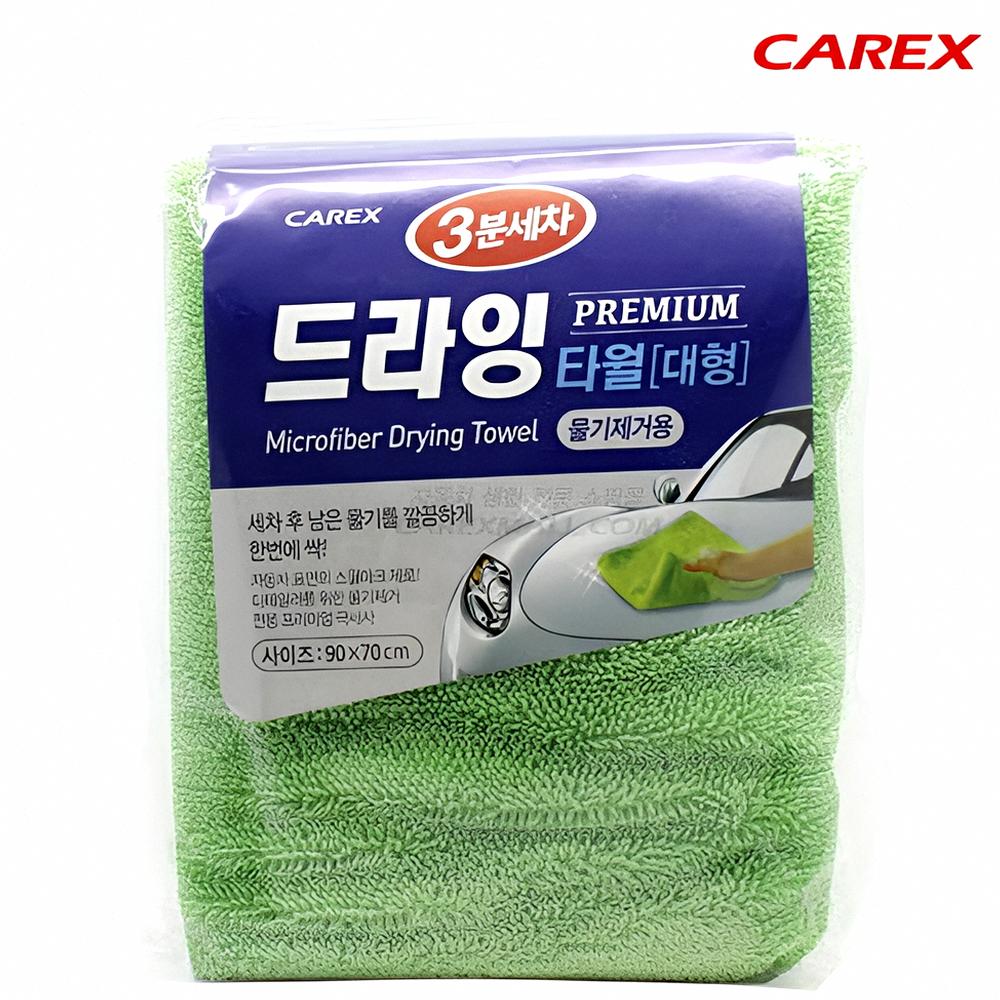 CAREX
CAREX
3분세차
드라잉
PREMIUM
타월[대형]
Microfiber Drying Towel
물기제거용
세차 후 남은 물기를 깔끔하게
한번에 싹!
사이즈:90x70cm